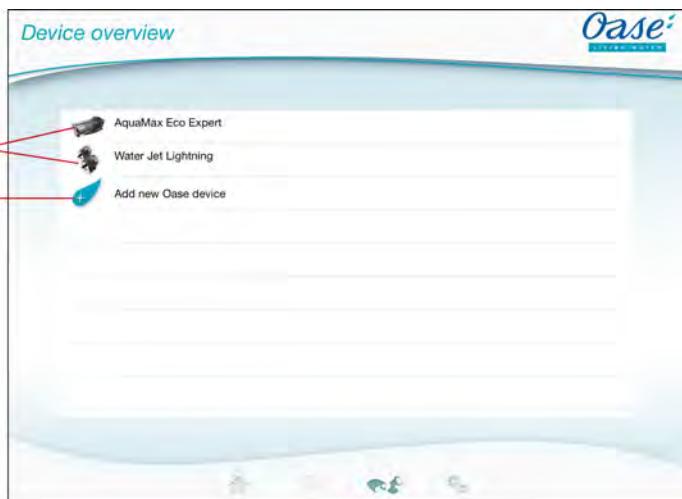 Device overview
Oase
LIVING WATER
AquaMax Eco Expert
Water Jet Lightning
Add new Oase device